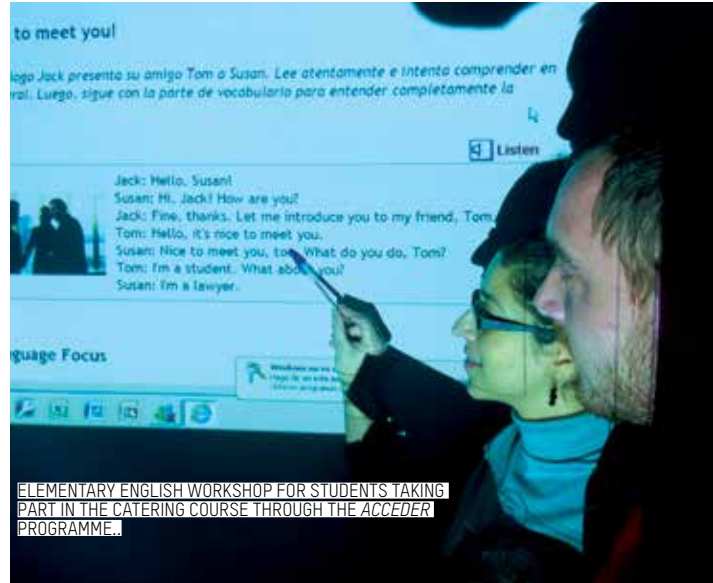 to meet you!
logo Jack presenta su amigo Tom a Susan. Lee atentamente e intenta comprender en
ral. Luego, sigue con la parte de vocabulario para entender completamente la
Listen
Jack: Hello, Susan!
Susan: Hi, Jack! How are you?
Jack: Fine, thanks. Let me introduce you to my friend, Tom.
Tom: Hello, it's nice to meet you.
Susan: Nice to meet you, too. What do you do, Tom?
Tom: I'm a student. What about you?
Susan: I'm a lawyer.
guage Focus
Windows no es
ELEMENTARY ENGLISH WORKSHOP FOR STUDENTS TAKING
PART IN THE CATERING COURSE THROUGH THE ACCEDER
PROGRAMME..